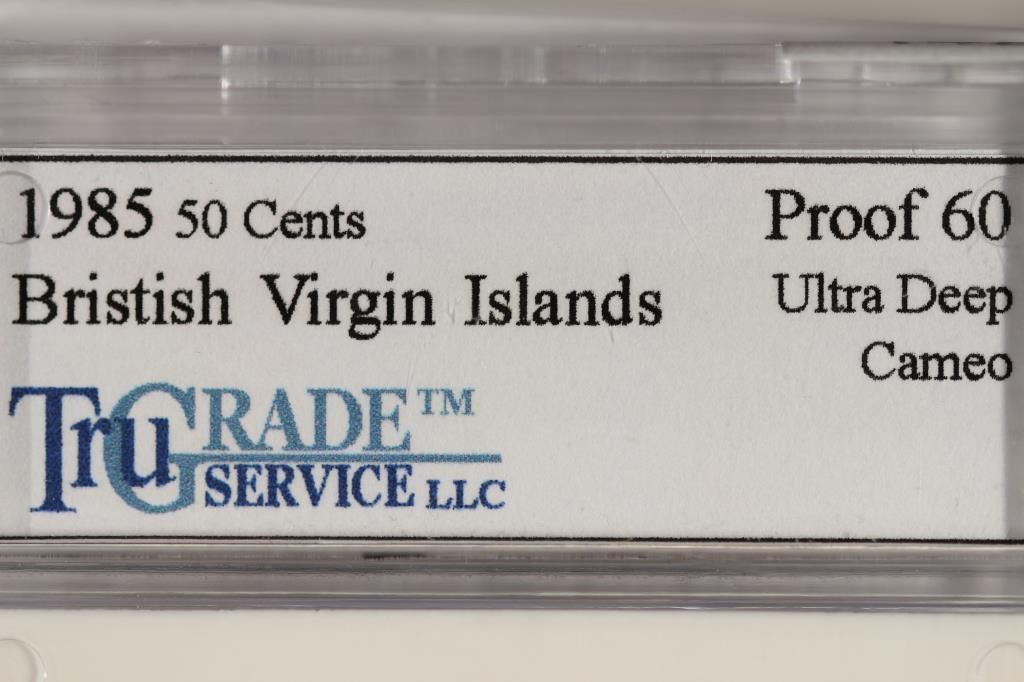 1985 50 Cents
Bristish Virgin Islands
Proof 60
Ultra Deep
Cameo
TruGRADE™
SERVICE LLC